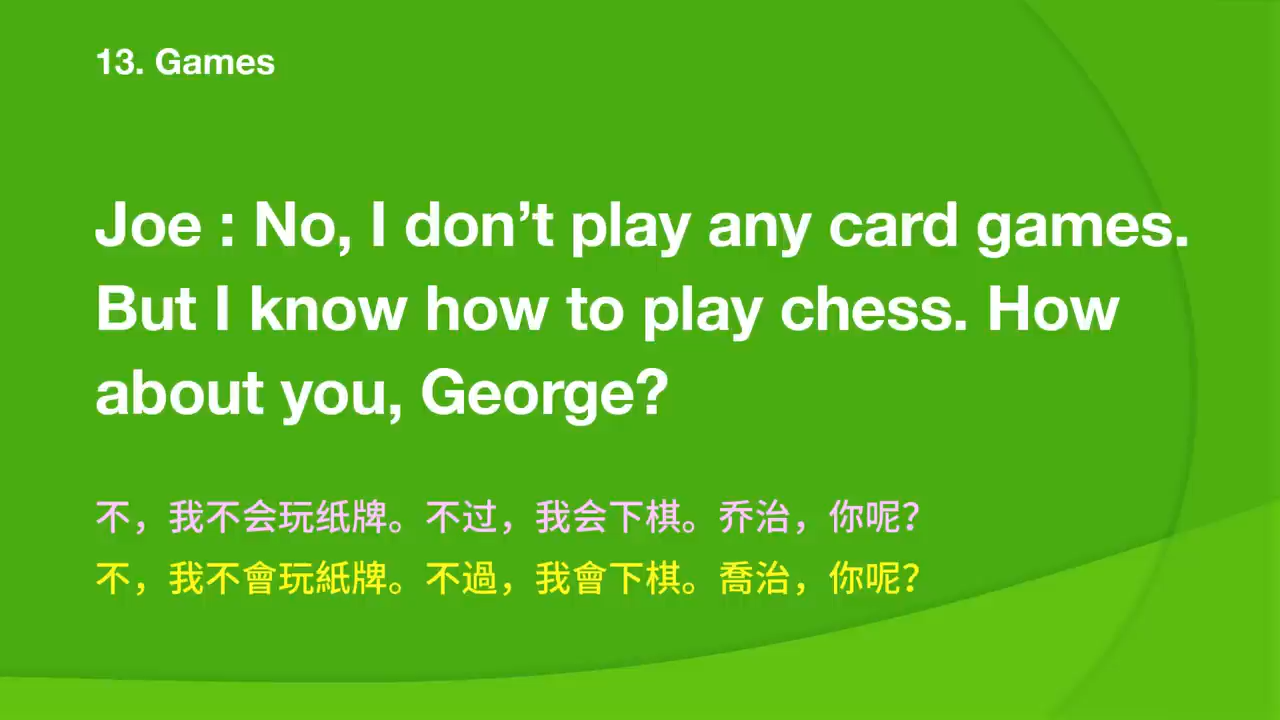 13. Games
Joe : No, I don’t play any card games.
But I know how to play chess. How
about you, George?
不，我不会玩纸牌。不过，我会下棋。乔治，你呢？
不，我不會玩紙牌。不過，我會下棋。喬治，你呢？